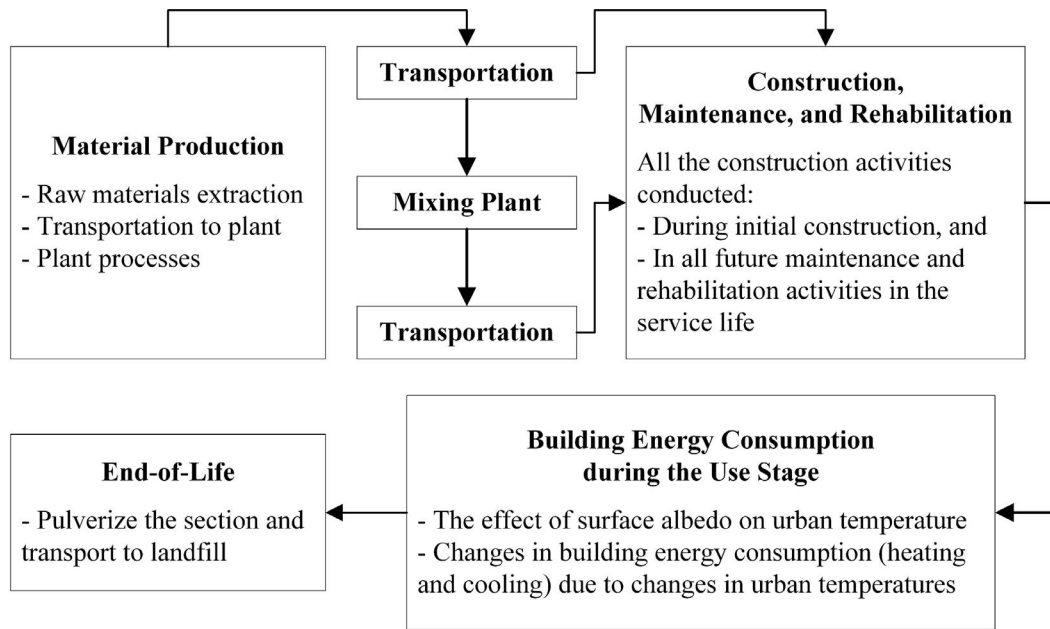 Material Production
- Raw materials extraction
- Transportation to plant
- Plant processes
Transportation
Mixing Plant
Transportation
Construction,
Maintenance, and Rehabilitation
All the construction activities
conducted:
- During initial construction, and
- In all future maintenance and
rehabilitation activities in the
service life
Building Energy Consumption
during the Use Stage
- The effect of surface albedo on urban temperature
- Changes in building energy consumption (heating
and cooling) due to changes in urban temperatures
End-of-Life
- Pulverize the section and
transport to landfill